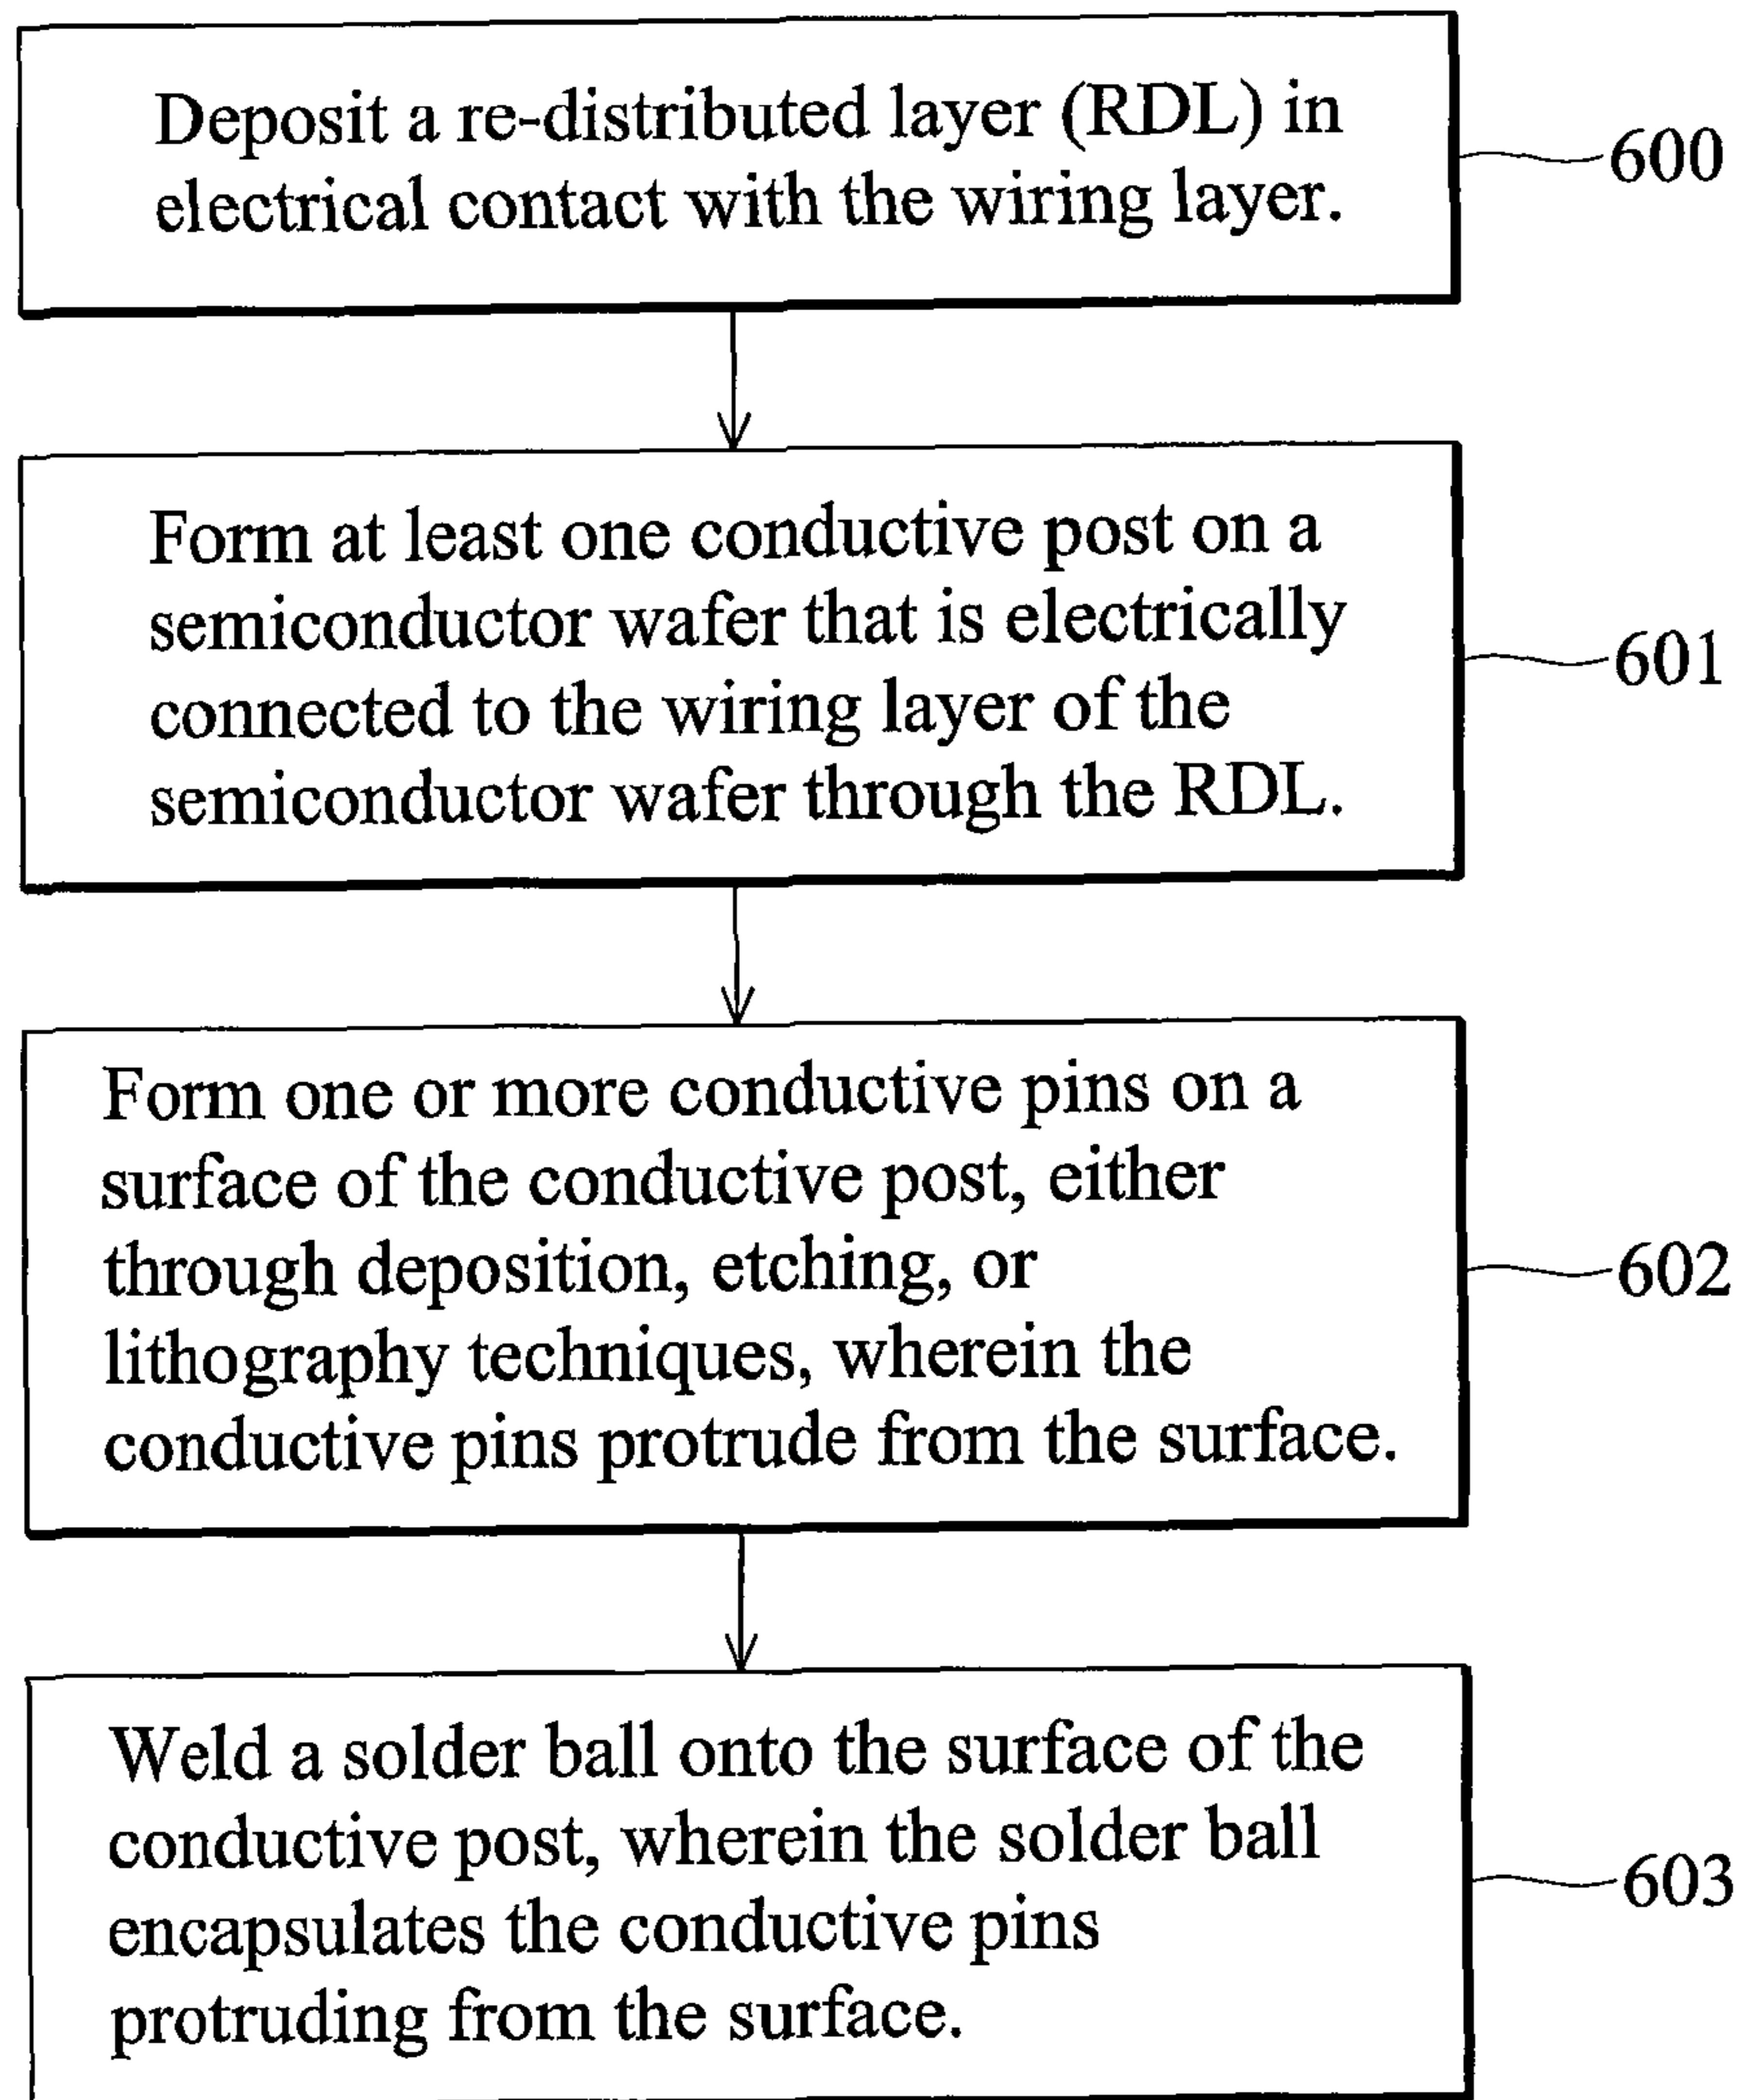 Deposit a re-distributed layer (RDL) in
electrical contact with the wiring layer.
600
Form at least one conductive post on a
semiconductor wafer that is electrically
connected to the wiring layer of the
semiconductor wafer through the RDL.
601
Form one or more conductive pins on a
surface of the conductive post, either
through deposition, etching, or
lithography techniques, wherein the
conductive pins protrude from the surface.
602
Weld a solder ball onto the surface of the
conductive post, wherein the solder ball
encapsulates the conductive pins
protruding from the surface.
603